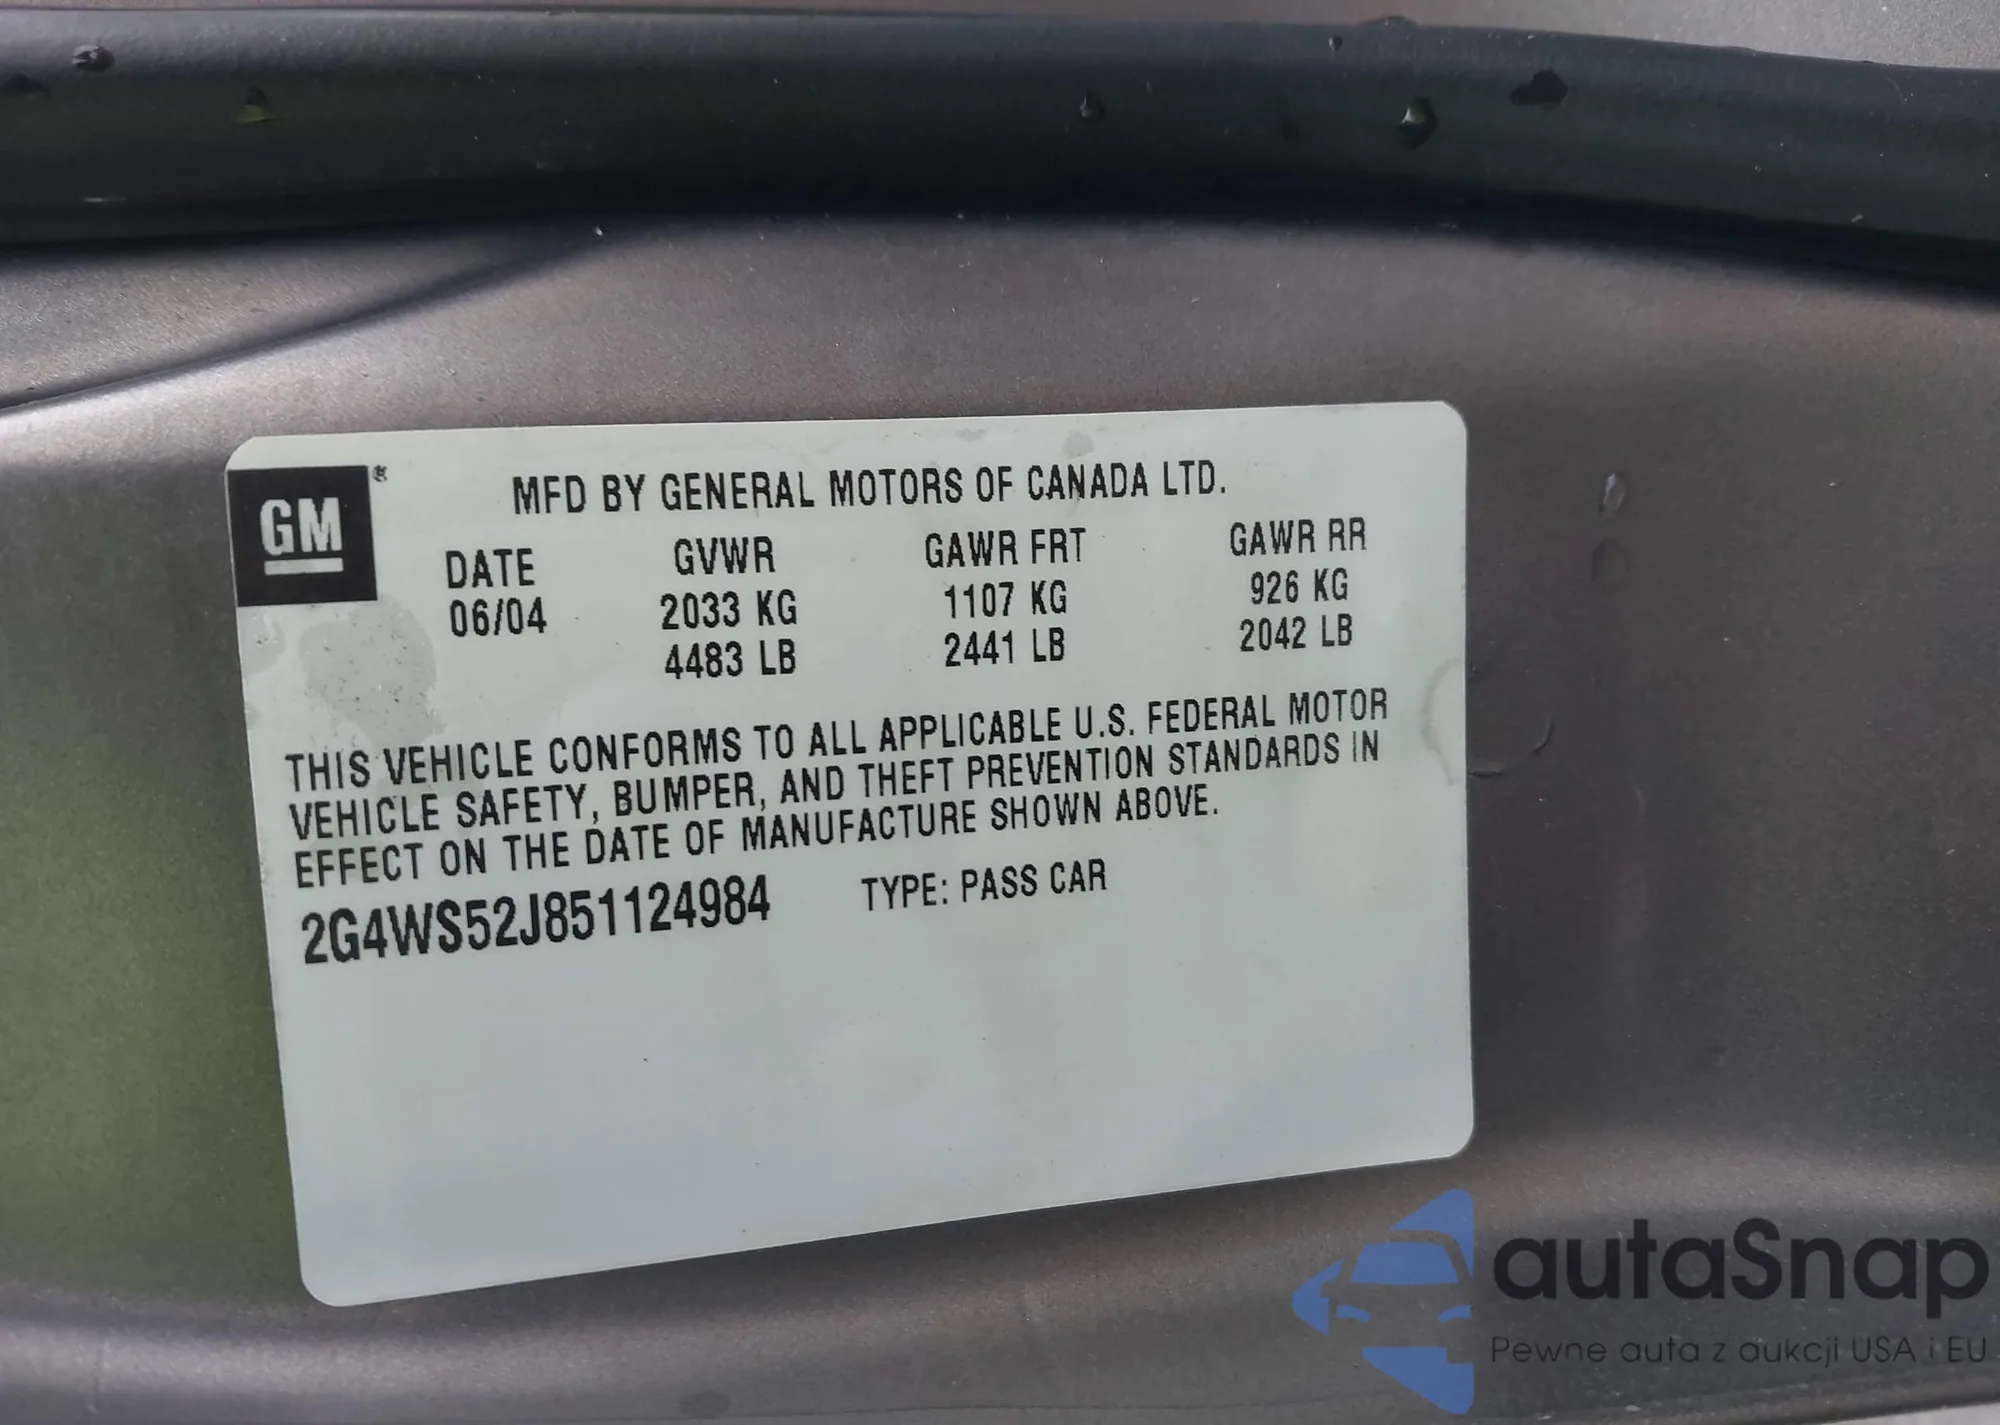 GM®
MFD BY GENERAL MOTORS OF CANADA LTD.
DATE GVWR GAWR FRT GAWR RR
06/04 2033 KG 1107 KG 926 KG
4483 LB 2441 LB 2042 LB
THIS VEHICLE CONFORMS TO ALL APPLICABLE U.S. FEDERAL MOTOR
VEHICLE SAFETY, BUMPER, AND THEFT PREVENTION STANDARDS IN
EFFECT ON THE DATE OF MANUFACTURE SHOWN ABOVE.
2G4WS52J851124984 TYPE: PASS CAR
autaSnap
Pewne auta z aukcji USA i EU